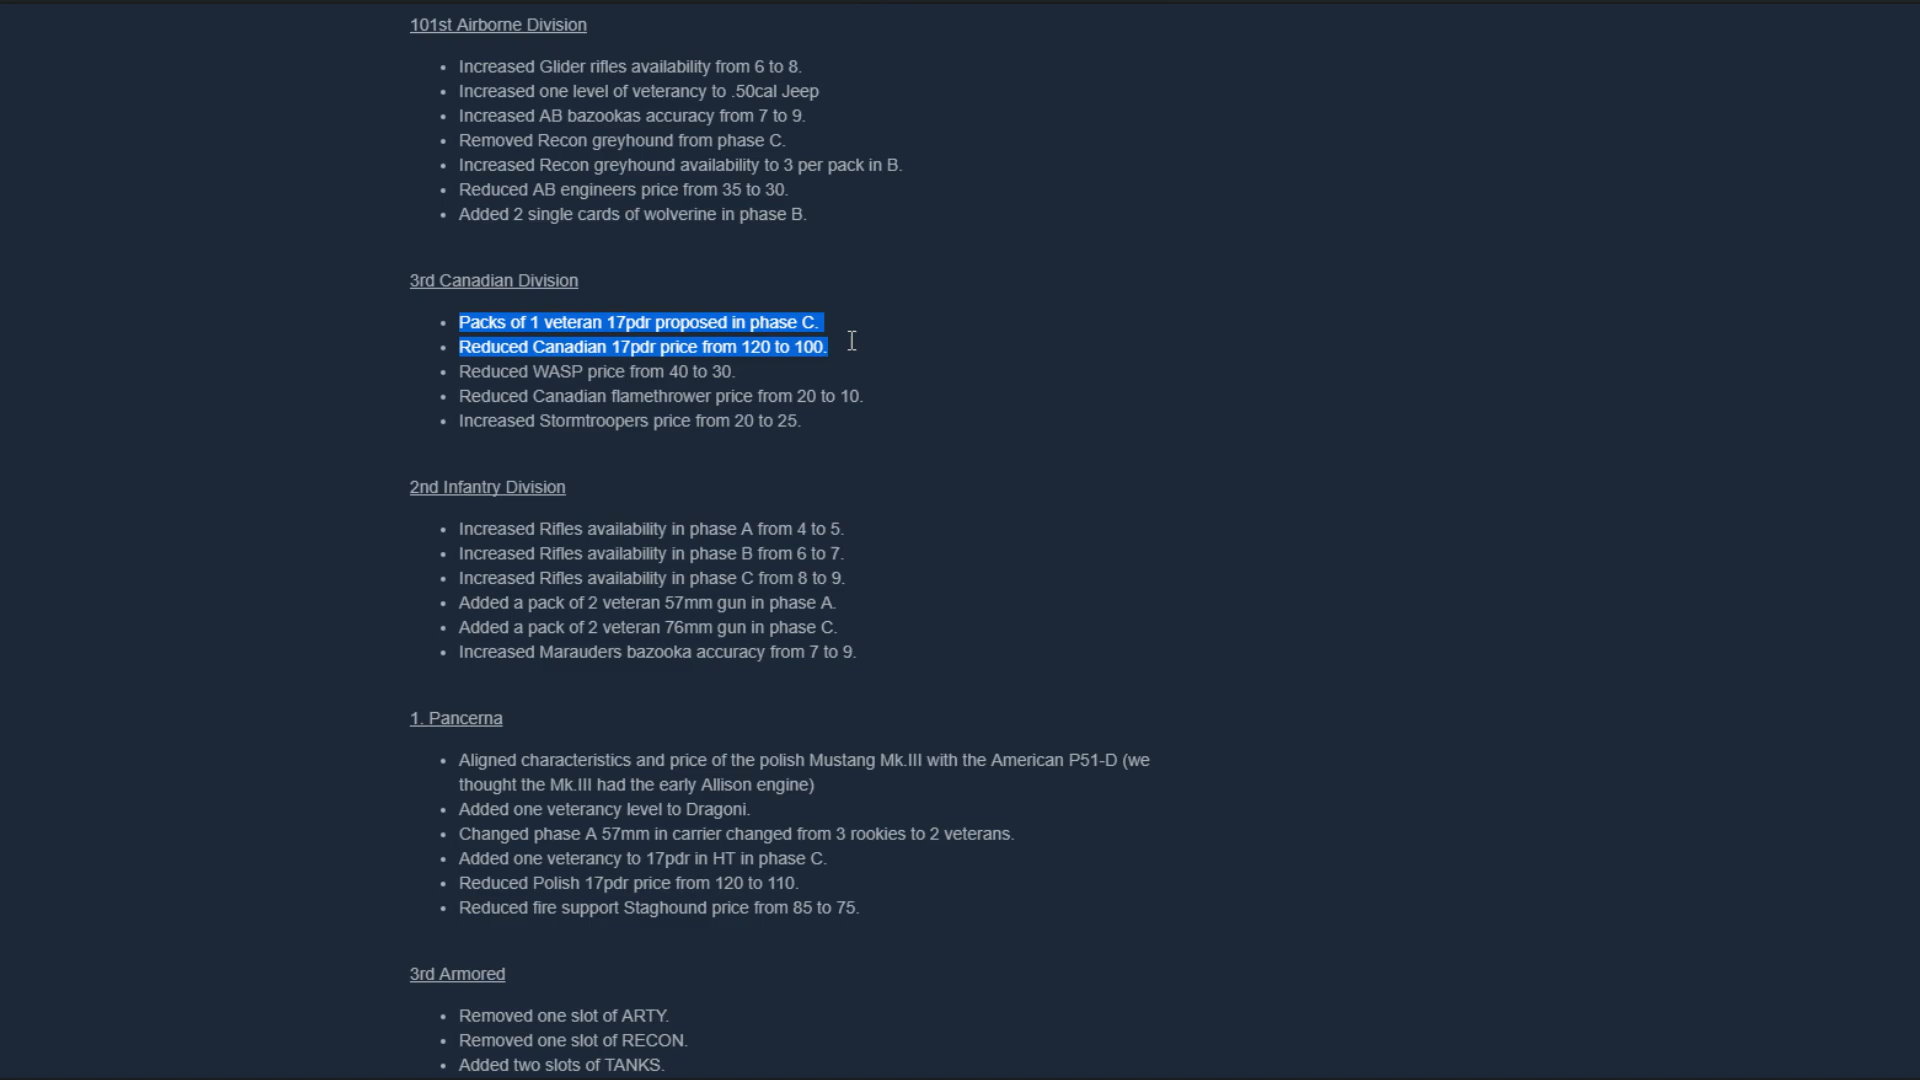 101st Airborne Division
• Increased Glider rifles availability from 6 to 8.
• Increased one level of veterancy to .50cal Jeep
• Increased AB bazookas accuracy from 7 to 9.
• Removed Recon greyhound from phase C.
• Increased Recon greyhound availability to 3 per pack in B.
• Reduced AB engineers price from 35 to 30.
• Added 2 single cards of wolverine in phase B.
3rd Canadian Division
• Packs of 1 veteran 17pdr proposed in phase C.
• Reduced Canadian 17pdr price from 120 to 100.
• Reduced WASP price from 40 to 30.
• Reduced Canadian flamethrower price from 20 to 10.
• Increased Stormtroopers price from 20 to 25.
2nd Infantry Division
• Increased Rifles availability in phase A from 4 to 5.
• Increased Rifles availability in phase B from 6 to 7.
• Increased Rifles availability in phase C from 8 to 9.
• Added a pack of 2 veteran 57mm gun in phase A.
• Added a pack of 2 veteran 76mm gun in phase C.
• Increased Marauders bazooka accuracy from 7 to 9.
1. Pancerna
• Aligned characteristics and price of the polish Mustang Mk.III with the American P51-D (we
thought the Mk.III had the early Allison engine)
• Added one veterancy level to Dragoni.
• Changed phase A 57mm in carrier changed from 3 rookies to 2 veterans.
• Added one veterancy to 17pdr in HT in phase C.
• Reduced Polish 17pdr price from 120 to 110.
• Reduced fire support Staghound price from 85 to 75.
3rd Armored
• Removed one slot of ARTY.
• Removed one slot of RECON.
• Added two slots of TANKS.